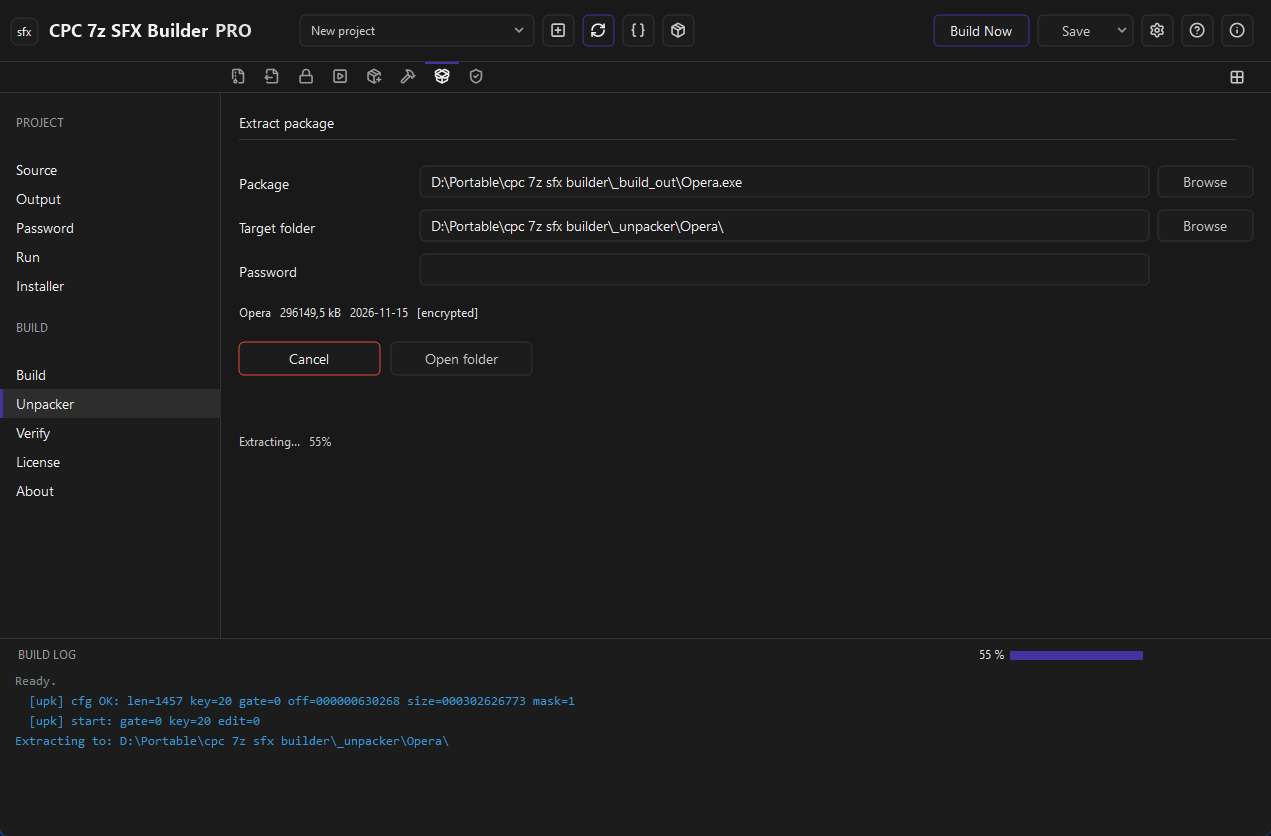 sfx CPC 7z SFX Builder PRO New project { } Build Now Save
PROJECT
Source
Output
Password
Run
Installer
BUILD
Build
Unpacker
Verify
License
About
Extract package
Package D:\Portable\cpc 7z sfx builder\_build_out\Opera.exe Browse
Target folder D:\Portable\cpc 7z sfx builder\_unpacker\Opera\ Browse
Password
Opera 296149,5 kB 2026-11-15 [encrypted]
Cancel Open folder
Extracting... 55%
BUILD LOG 55 %
Ready.
[upk] cfg OK: len=1457 key=20 gate=0 off=000000630268 size=000302626773 mask=1
[upk] start: gate=0 key=20 edit=0
Extracting to: D:\Portable\cpc 7z sfx builder\_unpacker\Opera\